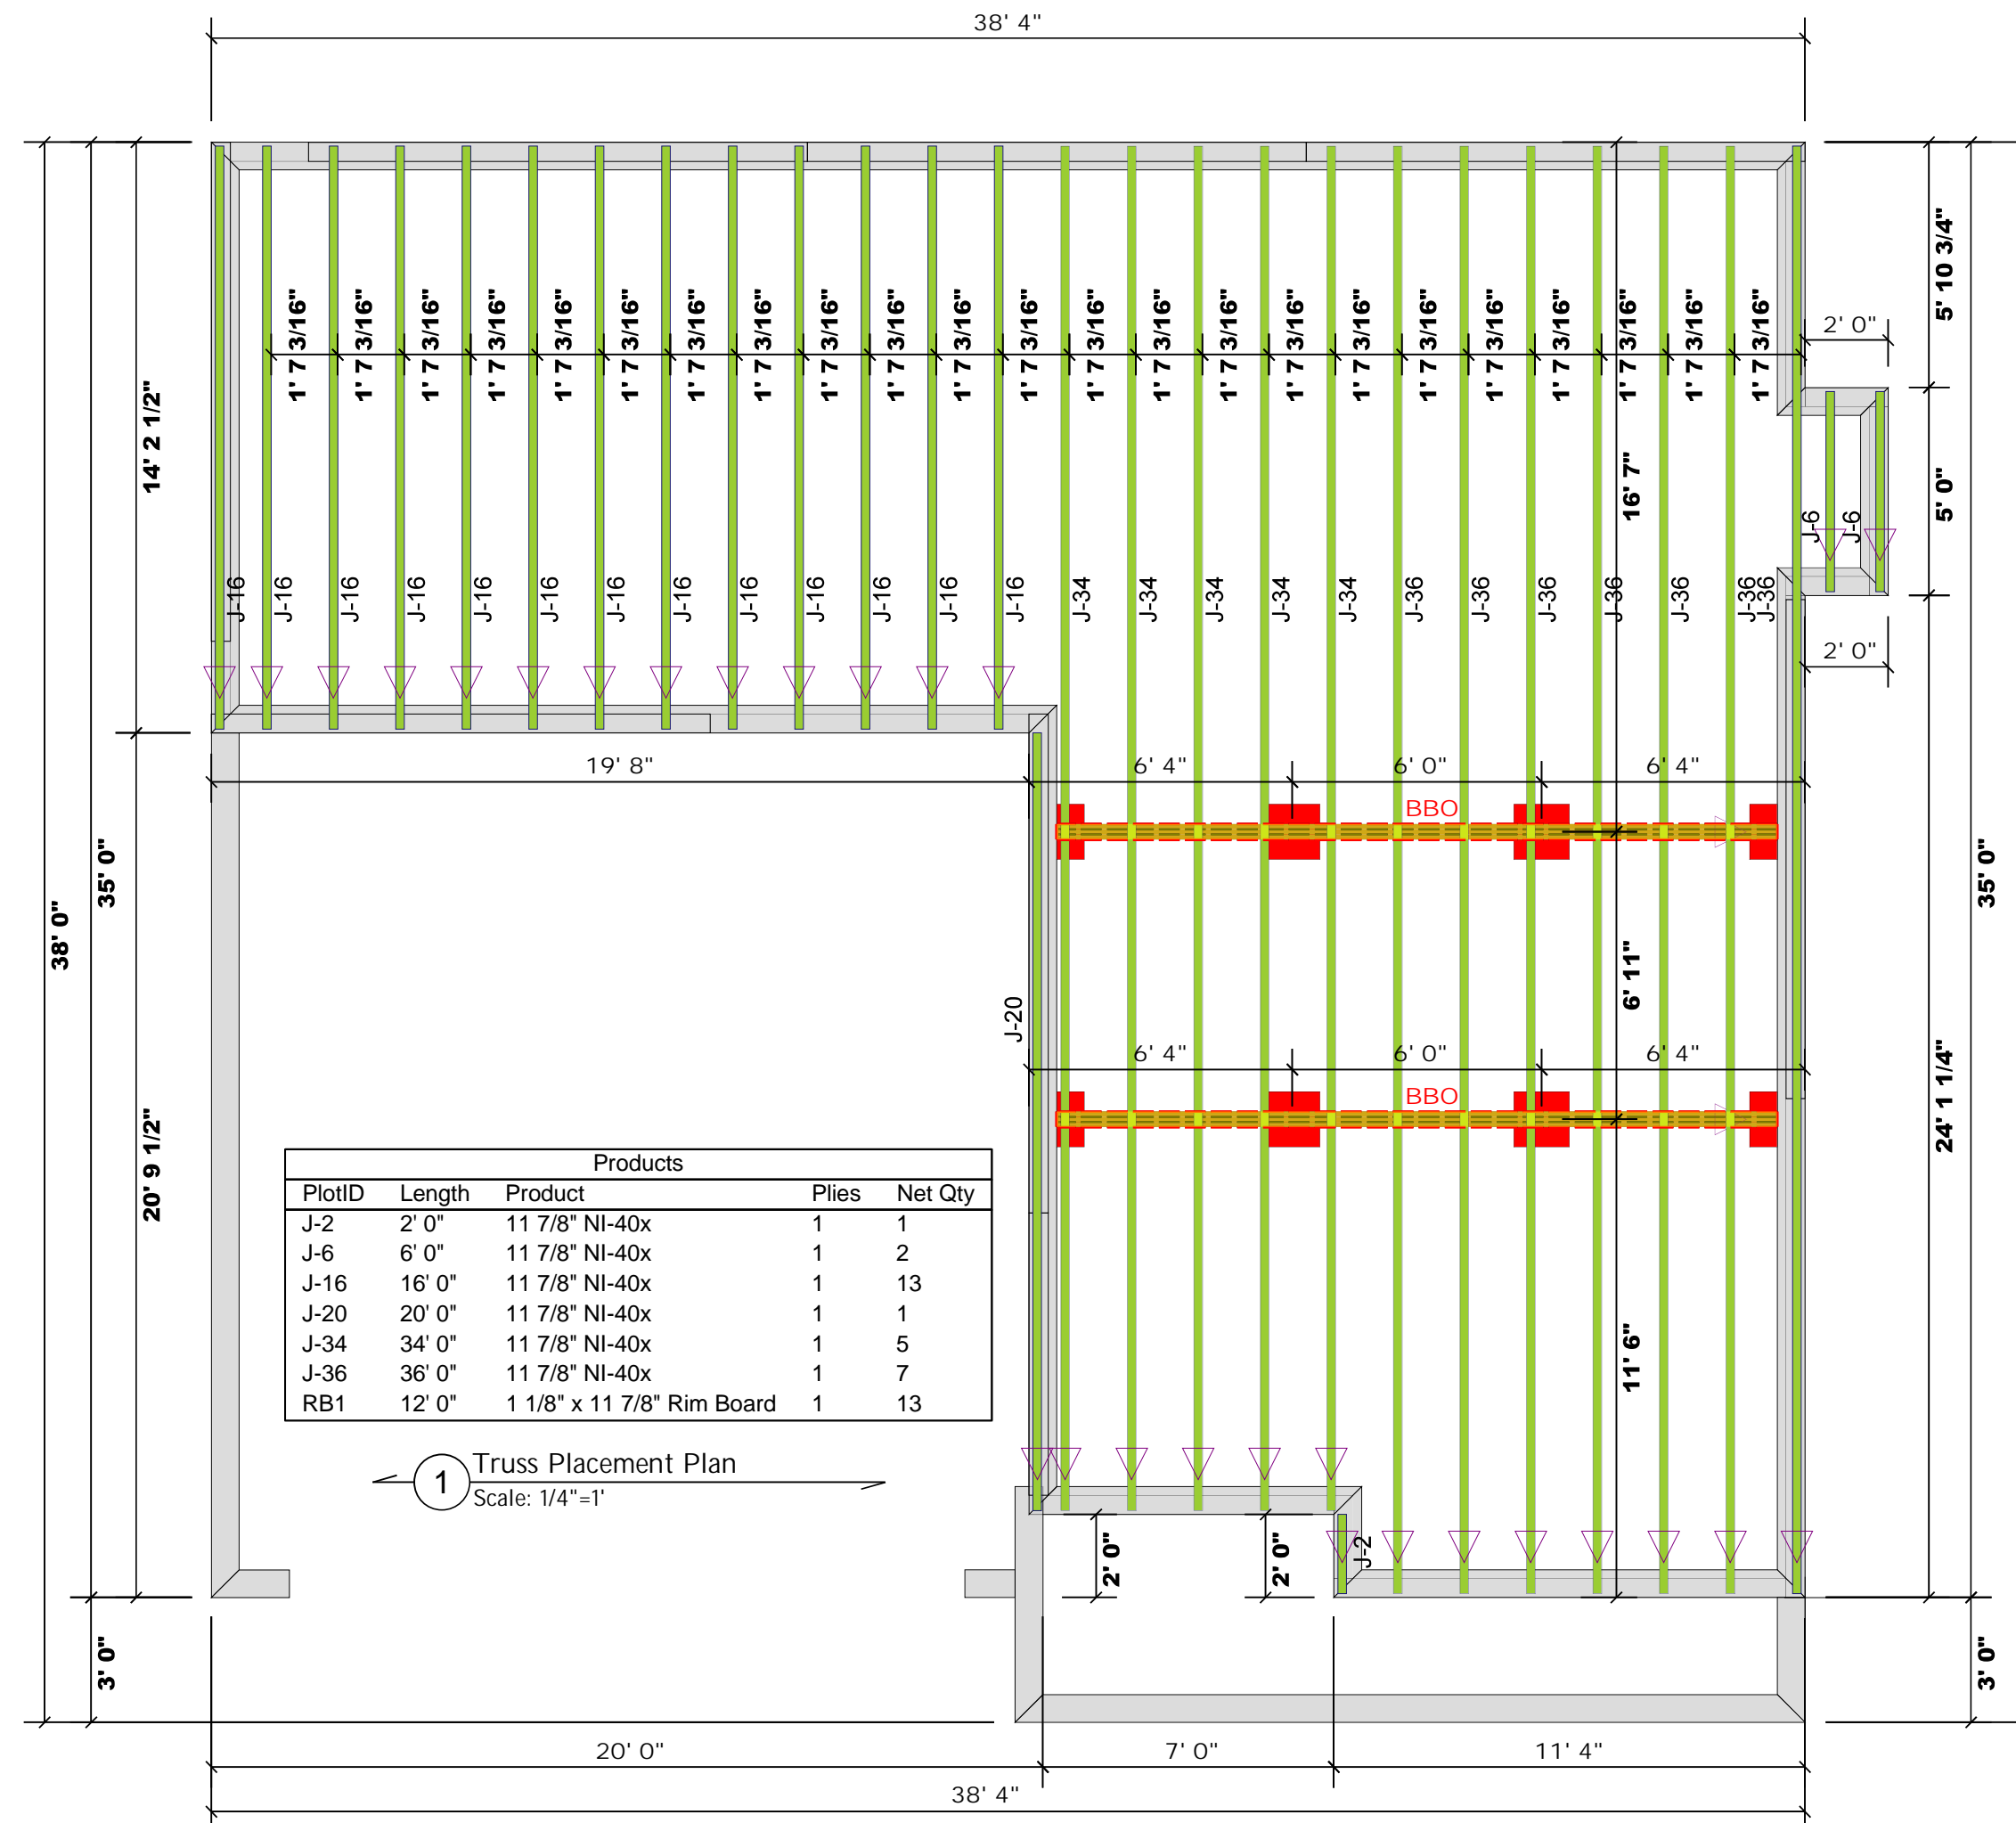 38' 4"
5' 10 3/4"
2' 0"
1' 7 3/16" 1' 7 3/16" 1' 7 3/16" 1' 7 3/16" 1' 7 3/16" 1' 7 3/16" 1' 7 3/16" 1' 7 3/16" 1' 7 3/16" 1' 7 3/16" 1' 7 3/16" 1' 7 3/16" 1' 7 3/16" 1' 7 3/16" 1' 7 3/16" 1' 7 3/16" 1' 7 3/16" 1' 7 3/16" 1' 7 3/16" 1' 7 3/16" 1' 7 3/16" 1' 7 3/16" 1' 7 3/16"
14' 2 1/2"
16' 7"
5' 0"
J-6 J-6
J-16 J-16 J-16 J-16 J-16 J-16 J-16 J-16 J-16 J-16 J-16 J-16 J-16 J-34 J-34 J-34 J-34 J-34 J-36 J-36 J-36 J-36 J-36 J-36 J-36
2' 0"
19' 8" 6' 4" 6' 0" 6' 4"
BBO
35' 0"
35' 0"
38' 0"
6' 11"
J-20
6' 4" 6' 0" 6' 4"
BBO
24' 1 1/4"
20' 9 1/2"
Products
PlotID Length Product Plies Net Qty
J-2 2' 0" 11 7/8" NI-40x 1 1
J-6 6' 0" 11 7/8" NI-40x 1 2
J-16 16' 0" 11 7/8" NI-40x 1 13
J-20 20' 0" 11 7/8" NI-40x 1 1
J-34 34' 0" 11 7/8" NI-40x 1 5
J-36 36' 0" 11 7/8" NI-40x 1 7
RB1 12' 0" 1 1/8" x 11 7/8" Rim Board 1 13
11' 6"
1 Truss Placement Plan
Scale: 1/4"=1'
2' 0" 2' 0"
J-2
3' 0"
3' 0"
20' 0" 7' 0" 11' 4"
38' 4"